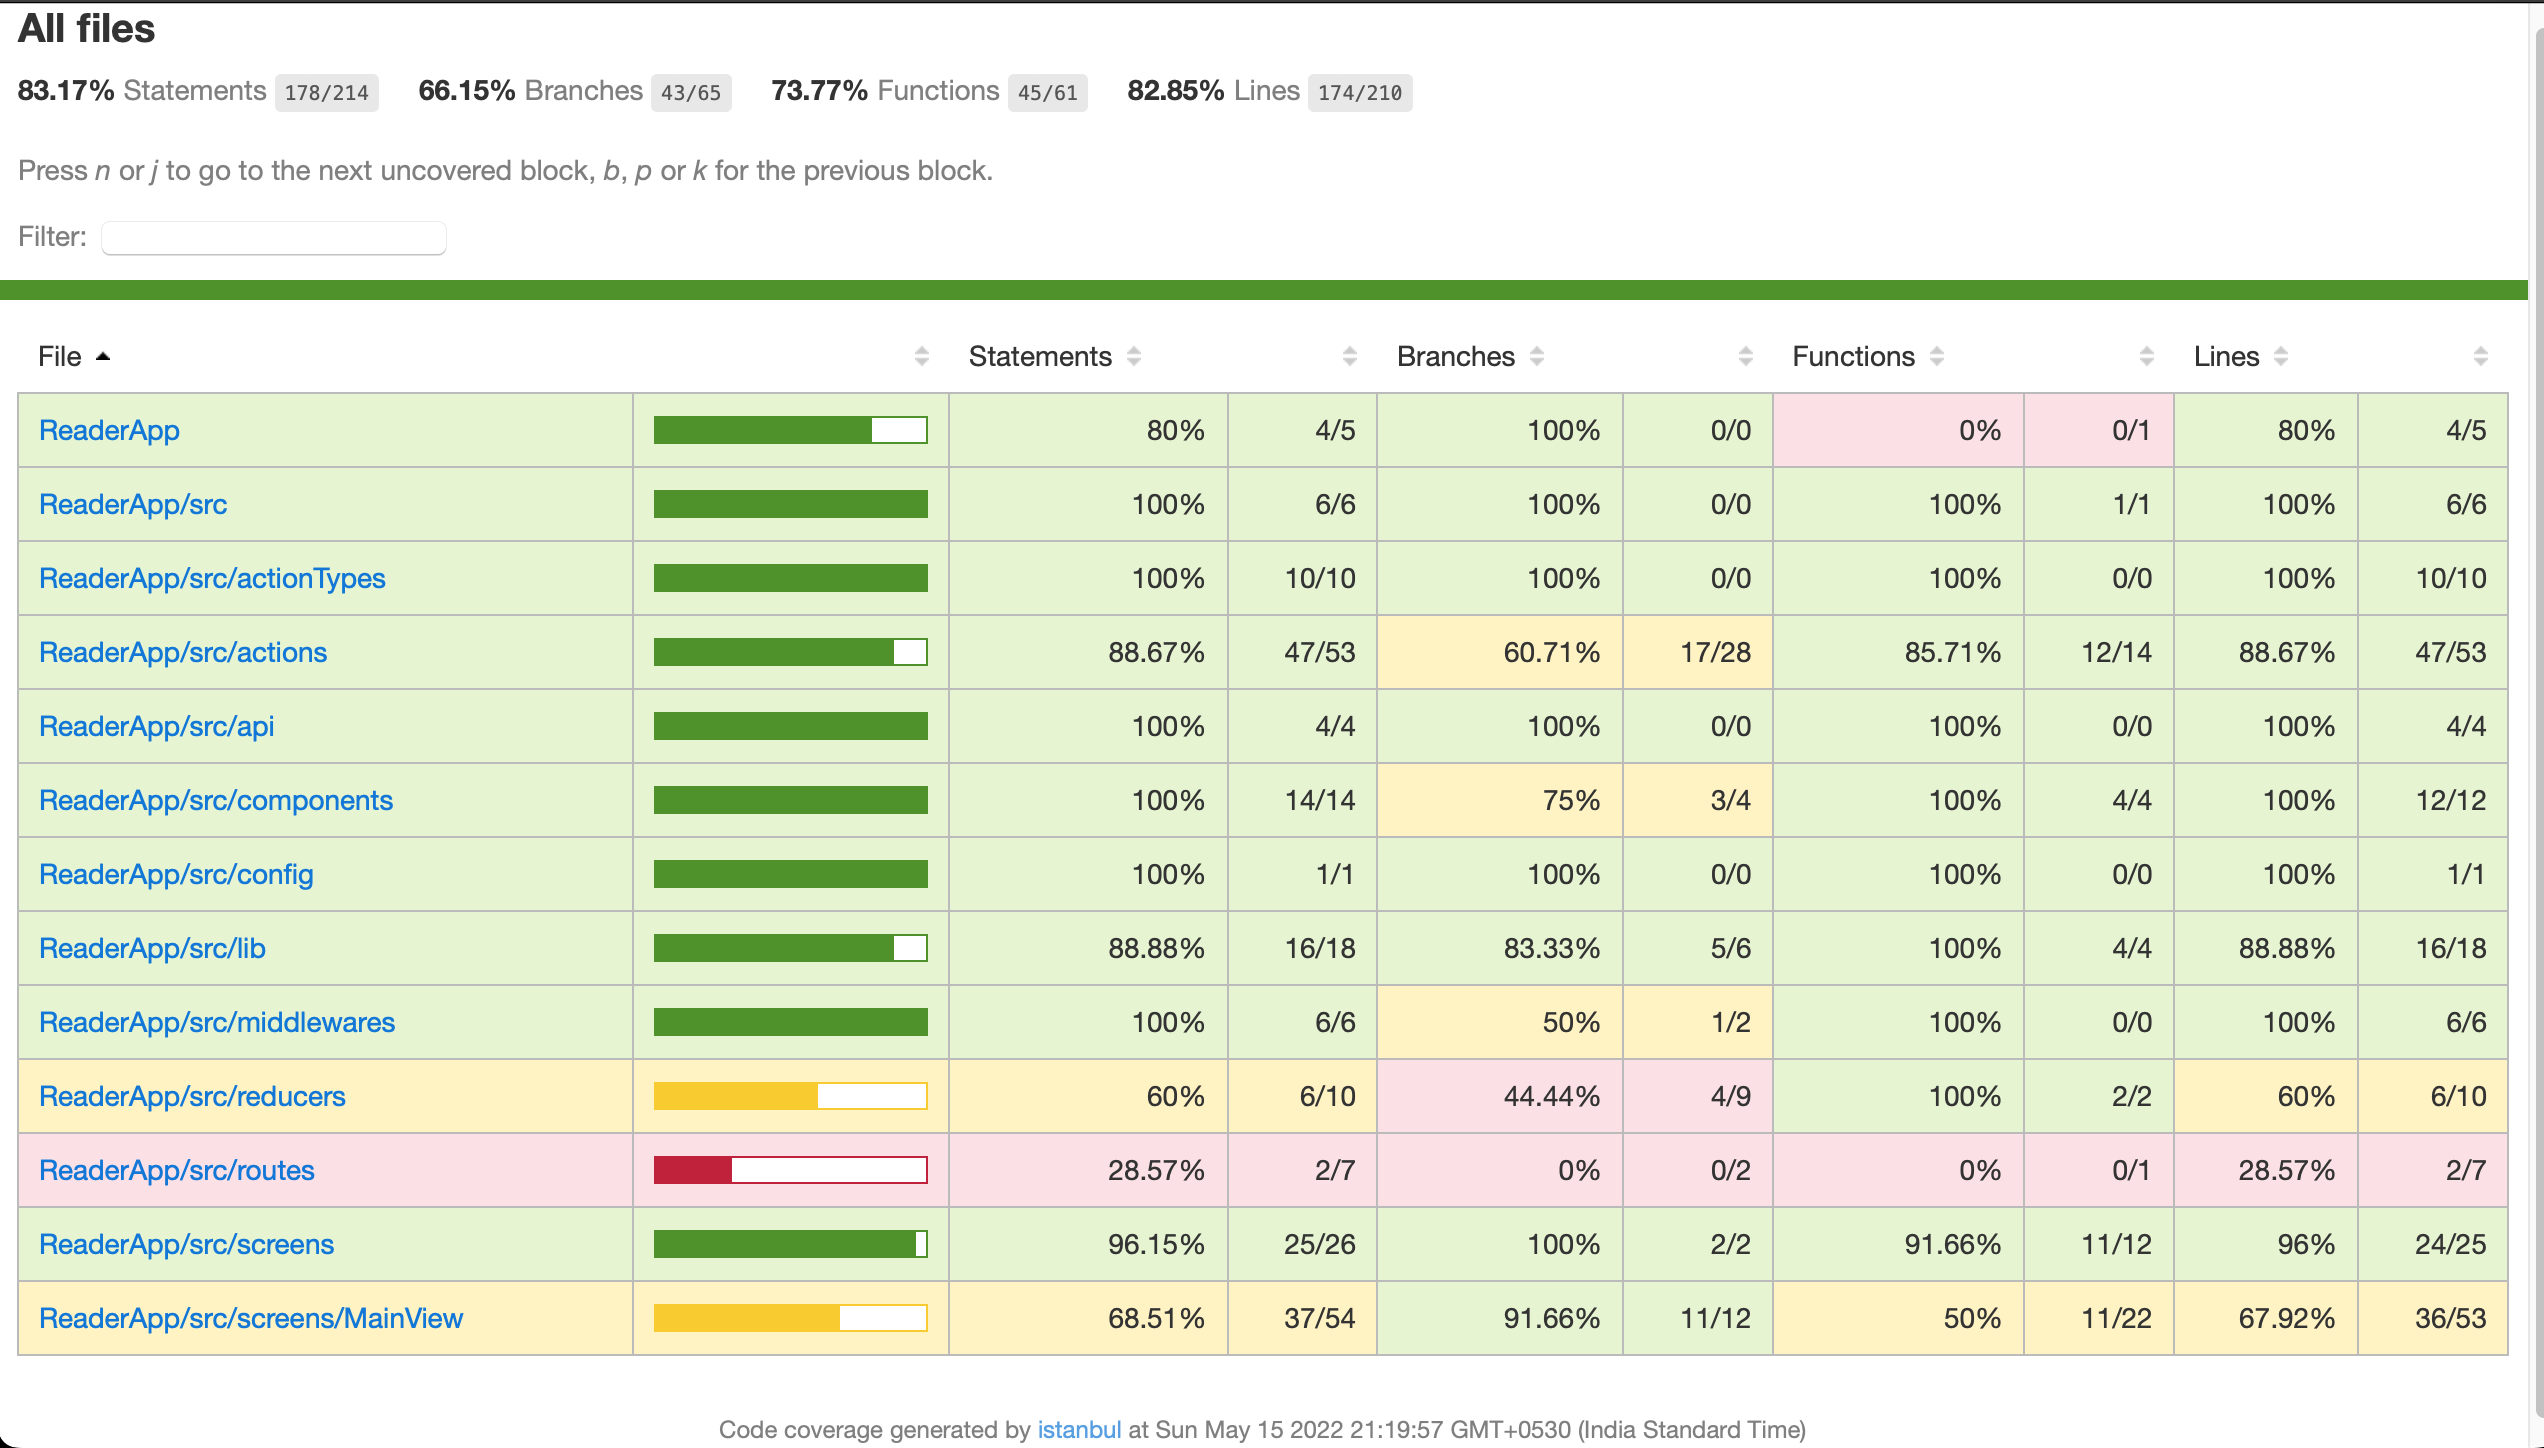 All files
83.17% Statements 178/214 66.15% Branches 43/65 73.77% Functions 45/61 82.85% Lines 174/210
Press n or j to go to the next uncovered block, b, p or k for the previous block.
Filter:
File Statements Branches Functions Lines
ReaderApp 80% 4/5 100% 0/0 0% 0/1 80% 4/5
ReaderApp/src 100% 6/6 100% 0/0 100% 1/1 100% 6/6
ReaderApp/src/actionTypes 100% 10/10 100% 0/0 100% 0/0 100% 10/10
ReaderApp/src/actions 88.67% 47/53 60.71% 17/28 85.71% 12/14 88.67% 47/53
ReaderApp/src/api 100% 4/4 100% 0/0 100% 0/0 100% 4/4
ReaderApp/src/components 100% 14/14 75% 3/4 100% 4/4 100% 12/12
ReaderApp/src/config 100% 1/1 100% 0/0 100% 0/0 100% 1/1
ReaderApp/src/lib 88.88% 16/18 83.33% 5/6 100% 4/4 88.88% 16/18
ReaderApp/src/middlewares 100% 6/6 50% 1/2 100% 0/0 100% 6/6
ReaderApp/src/reducers 60% 6/10 44.44% 4/9 100% 2/2 60% 6/10
ReaderApp/src/routes 28.57% 2/7 0% 0/2 0% 0/1 28.57% 2/7
ReaderApp/src/screens 96.15% 25/26 100% 2/2 91.66% 11/12 96% 24/25
ReaderApp/src/screens/MainView 68.51% 37/54 91.66% 11/12 50% 11/22 67.92% 36/53
Code coverage generated by istanbul at Sun May 15 2022 21:19:57 GMT+0530 (India Standard Time)